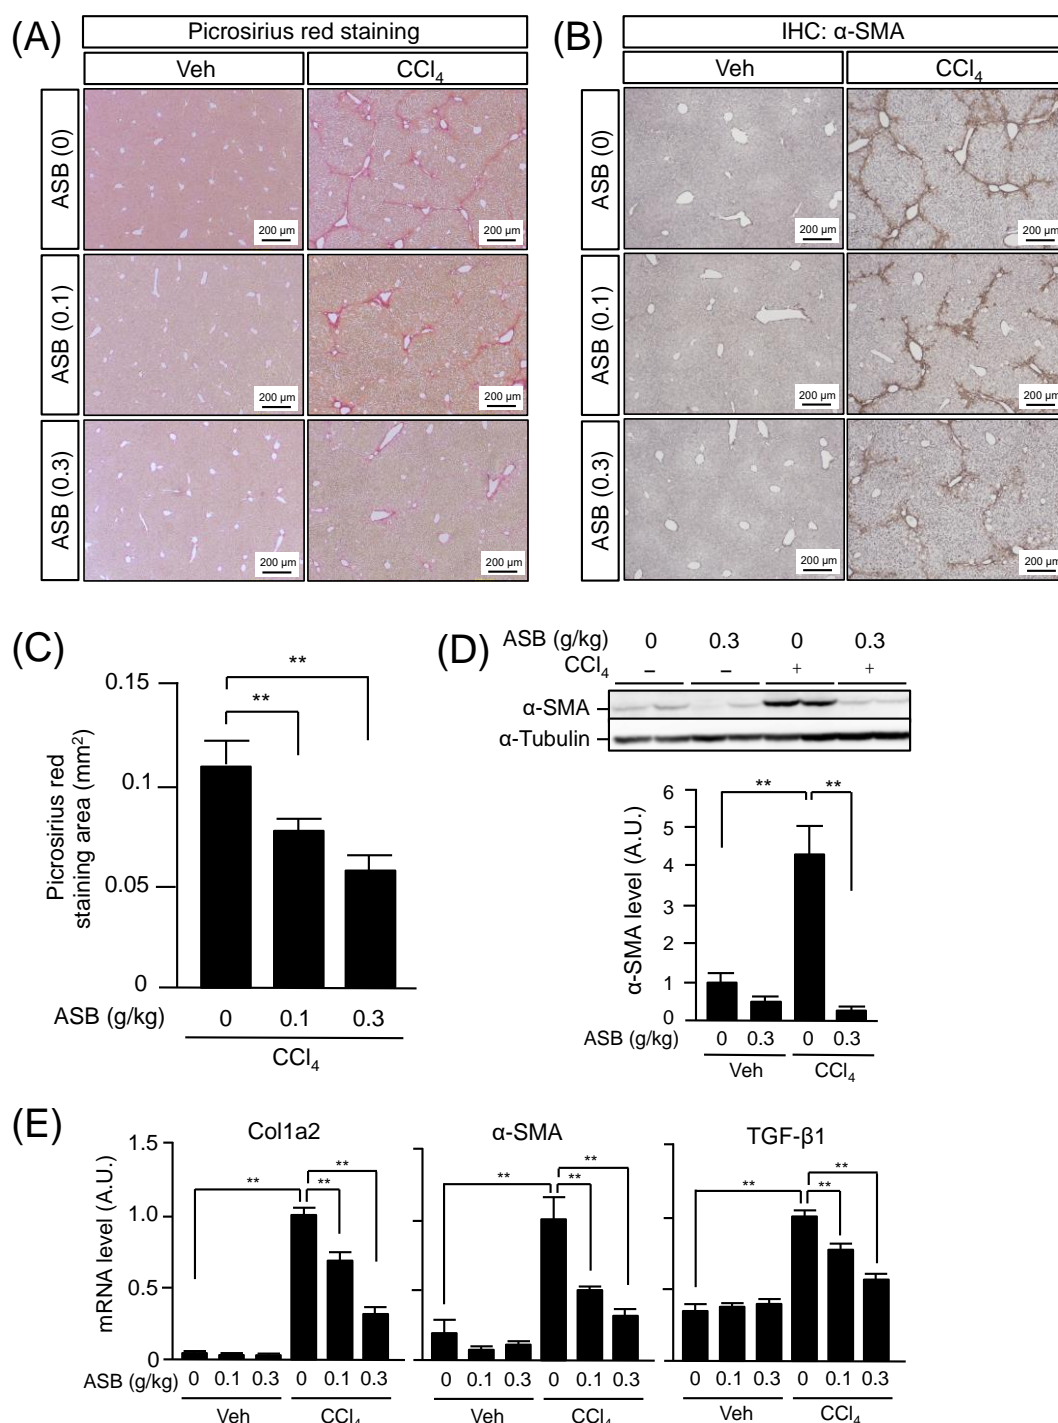 (A)
Picrosirius red staining
Veh
CCl₄
ASB (0)
200 µm
200 µm
ASB (0.1)
200 µm
200 µm
ASB (0.3)
200 µm
200 µm
(B)
IHC: α-SMA
Veh
CCl₄
ASB (0)
200 µm
200 µm
ASB (0.1)
200 µm
200 µm
ASB (0.3)
200 µm
200 µm
(C)
Picrosirius red
staining area (mm²)
0.15
0.1
0.05
0
**
**
ASB (g/kg) 0 0.1 0.3
CCl₄
(D)
ASB (g/kg) 0 0.3 0 0.3
CCl₄ − − + +
α-SMA
α-Tubulin
α-SMA level (A.U.)
6
5
4
3
2
1
0
** **
ASB (g/kg) 0 0.3 0 0.3
Veh CCl₄
(E)
mRNA level (A.U.)
1.5
1.0
0.5
0
Col1a2
**
**
**
ASB (g/kg) 0 0.1 0.3 0 0.1 0.3
Veh CCl₄
α-SMA
**
**
**
0 0.1 0.3 0 0.1 0.3
Veh CCl₄
TGF-β1
**
**
**
0 0.1 0.3 0 0.1 0.3
Veh CCl₄